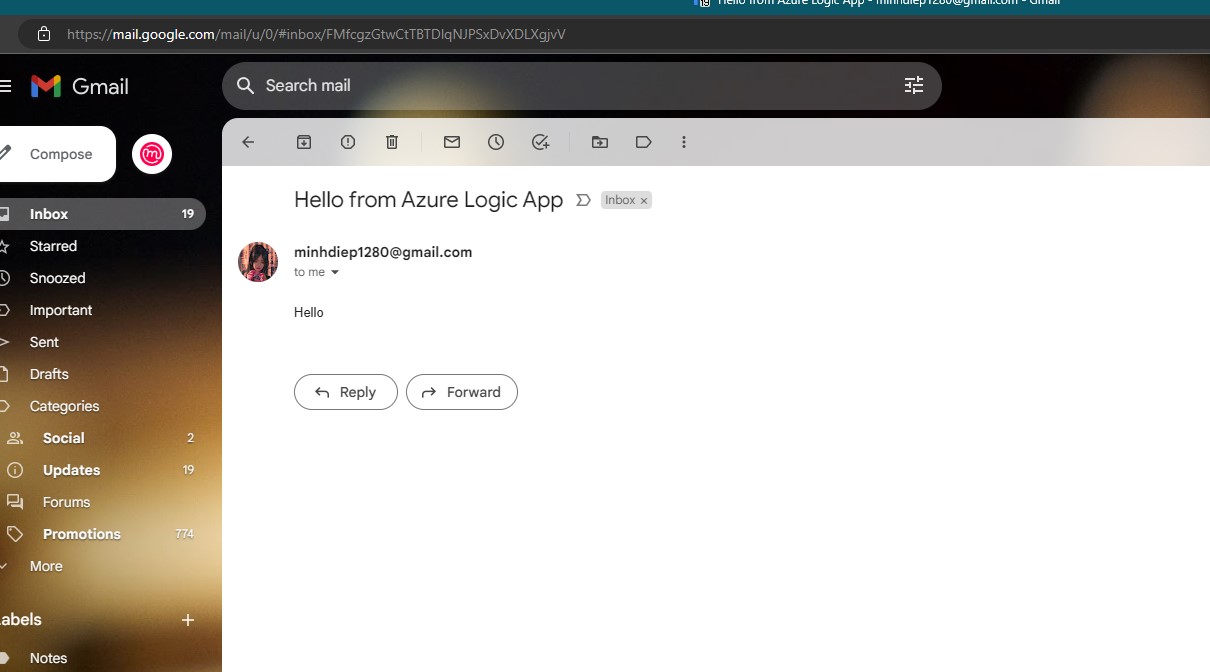 Hello from Azure Logic App - minhdiep1280@gmail.com - Gmail
https://mail.google.com/mail/u/0/#inbox/FMfcgzGtwCtTBTDlqNJPSxDvXDLXgjvV
Gmail
Search mail
Compose
Inbox 19
Starred
Snoozed
Important
Sent
Drafts
Categories
Social 2
Updates 19
Forums
Promotions 774
More
abels
Notes
Hello from Azure Logic App
Inbox ×
minhdiep1280@gmail.com
to me
Hello
Reply
Forward